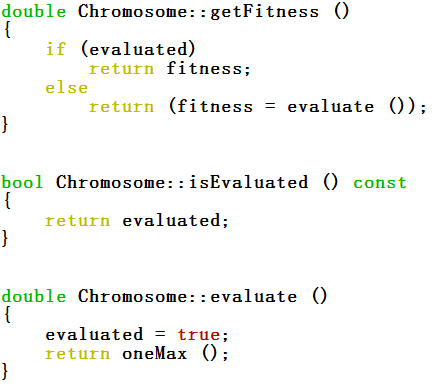 double Chromosome::getFitness ()
{
    if (evaluated)
        return fitness;
    else
        return (fitness = evaluate ());
}
bool Chromosome::isEvaluated () const
{
    return evaluated;
}
double Chromosome::evaluate ()
{
    evaluated = true;
    return oneMax ();
}